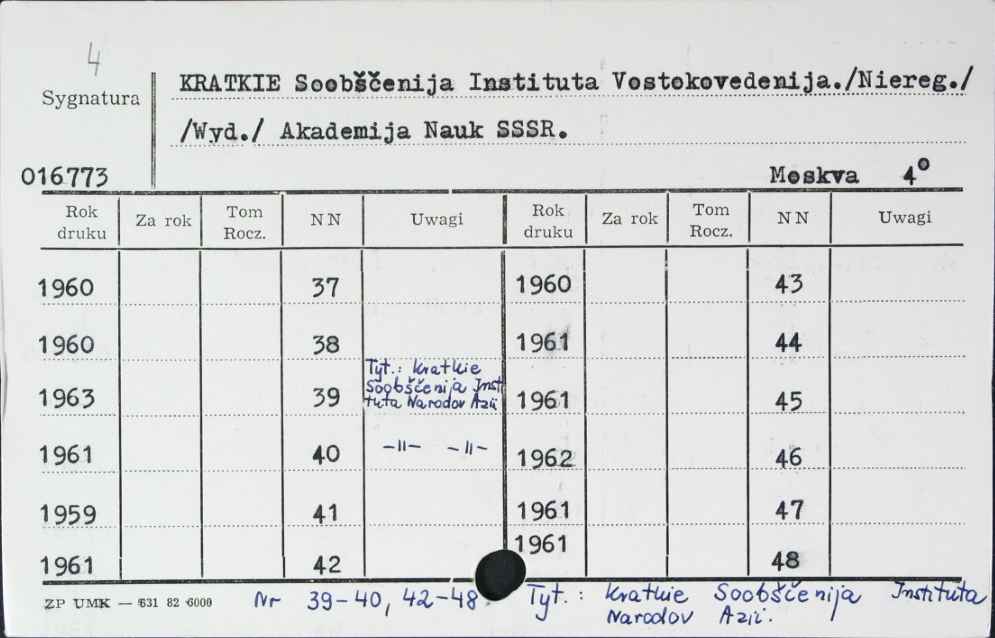 4
KRATKIE Soobščenija Instituta Vostokovedenija./Niereg./
Sygnatura
/Wyd./ Akademija Nauk SSSR.
016773 Moskva 4°
Rok druku Za rok Tom Rocz. NN Uwagi Rok druku Za rok Tom Rocz. NN Uwagi
1960 37 1960 43
1960 38 1961 44
Tyt.: Kratkie
Soobščenija Inst
1963 39 tuta Narodov Azii 1961 45
1961 40 -||- -||- 1962 46
1959 41 1961 47
1961 42 1961 48
ZP UMK — 631 82 6000 Nr 39-40, 42-48 Tyt.: Kratkie Soobščenija Instituta
Narodov Azii.